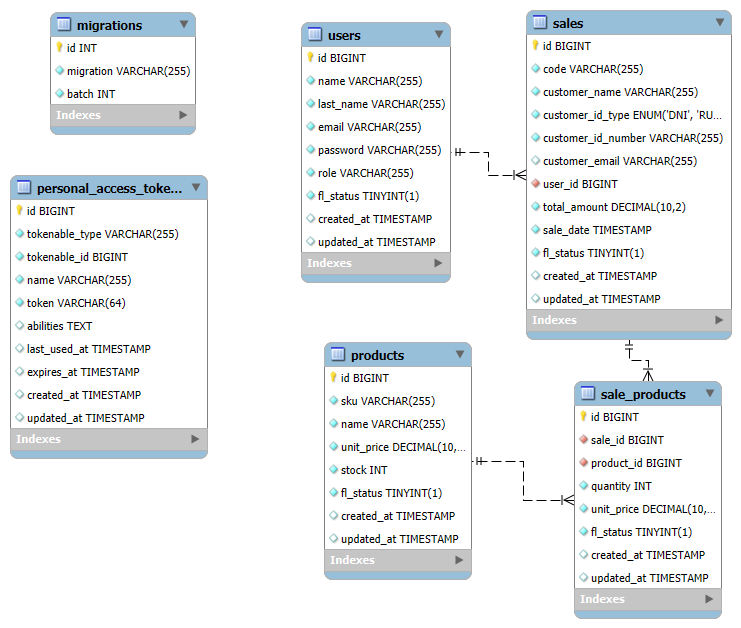 migrations
id INT
migration VARCHAR(255)
batch INT
Indexes
personal_access_toke...
id BIGINT
tokenable_type VARCHAR(255)
tokenable_id BIGINT
name VARCHAR(255)
token VARCHAR(64)
abilities TEXT
last_used_at TIMESTAMP
expires_at TIMESTAMP
created_at TIMESTAMP
updated_at TIMESTAMP
Indexes
users
id BIGINT
name VARCHAR(255)
last_name VARCHAR(255)
email VARCHAR(255)
password VARCHAR(255)
role VARCHAR(255)
fl_status TINYINT(1)
created_at TIMESTAMP
updated_at TIMESTAMP
Indexes
sales
id BIGINT
code VARCHAR(255)
customer_name VARCHAR(255)
customer_id_type ENUM('DNI', 'RU...
customer_id_number VARCHAR(255)
customer_email VARCHAR(255)
user_id BIGINT
total_amount DECIMAL(10,2)
sale_date TIMESTAMP
fl_status TINYINT(1)
created_at TIMESTAMP
updated_at TIMESTAMP
Indexes
products
id BIGINT
sku VARCHAR(255)
name VARCHAR(255)
unit_price DECIMAL(10,...
stock INT
fl_status TINYINT(1)
created_at TIMESTAMP
updated_at TIMESTAMP
Indexes
sale_products
id BIGINT
sale_id BIGINT
product_id BIGINT
quantity INT
unit_price DECIMAL(10,...
fl_status TINYINT(1)
created_at TIMESTAMP
updated_at TIMESTAMP
Indexes